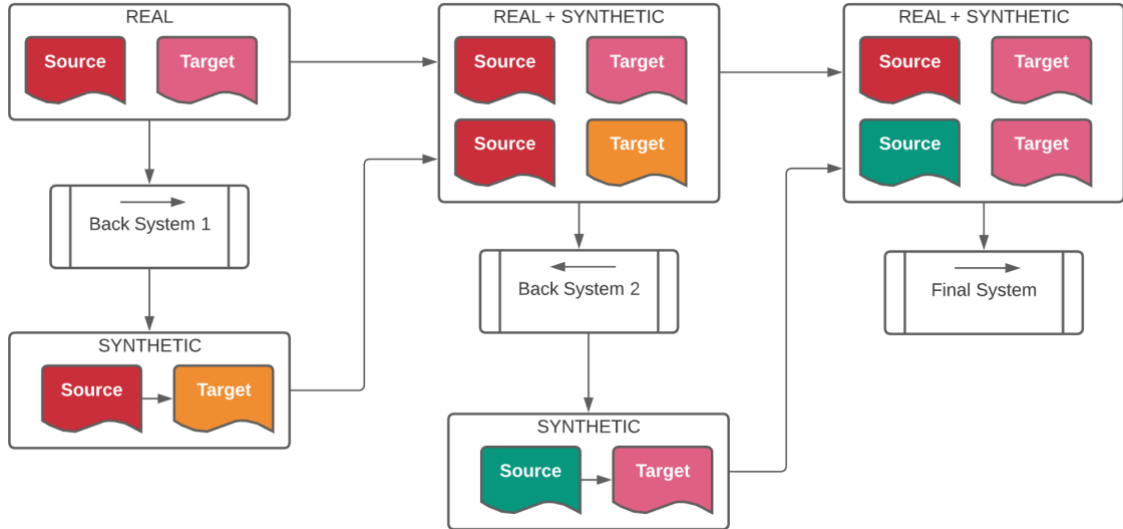 REAL
Source
Target
Back System 1
SYNTHETIC
Source
Target
REAL + SYNTHETIC
Source
Target
Source
Target
Back System 2
SYNTHETIC
Source
Target
REAL + SYNTHETIC
Source
Target
Source
Target
Final System